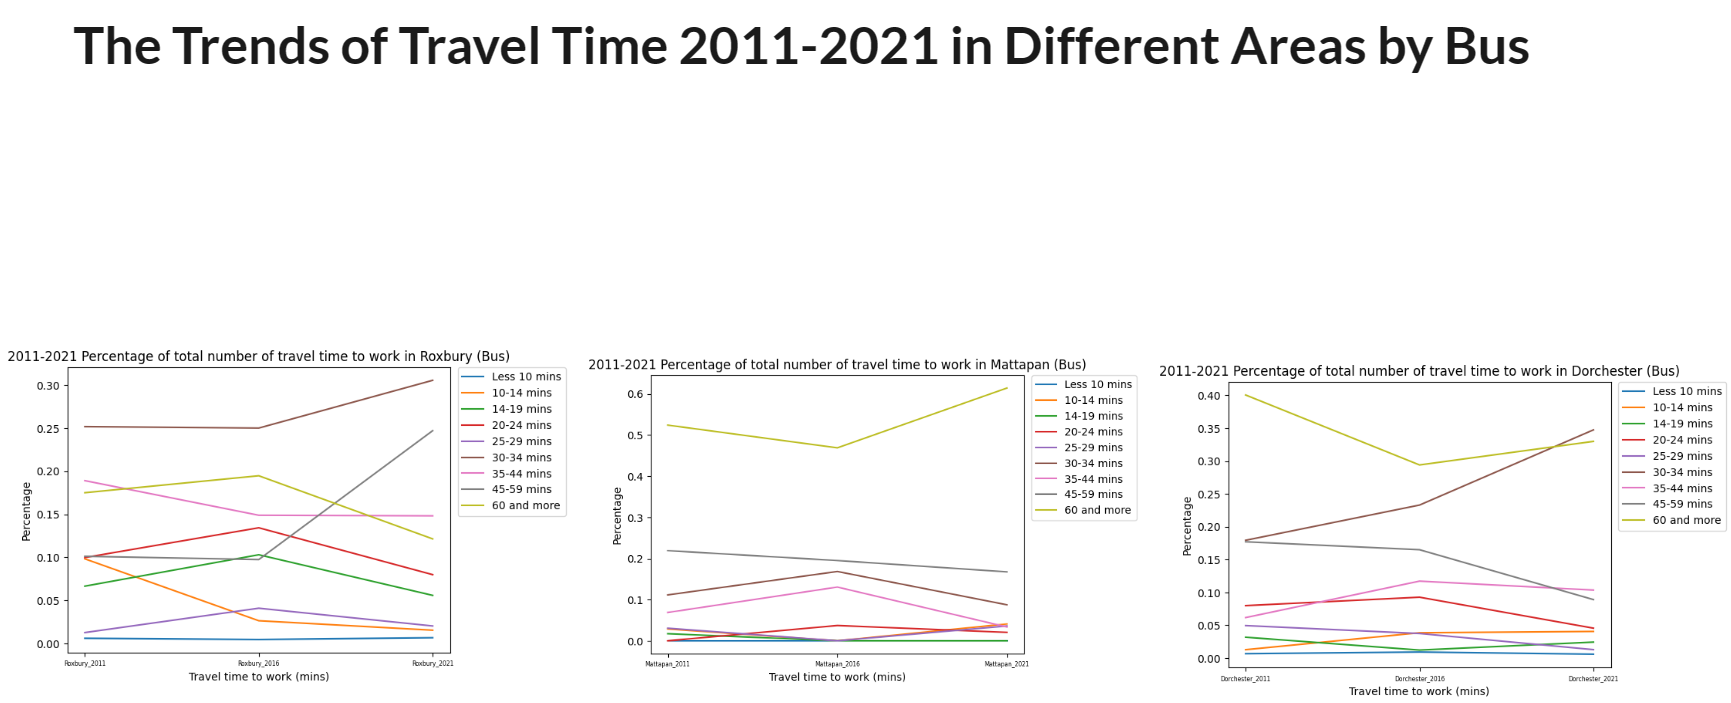 The Trends of Travel Time 2011-2021 in Different Areas by Bus
2011-2021 Percentage of total number of travel time to work in Roxbury (Bus)
0.30
0.25
0.20
0.15
0.10
0.05
0.00
Percentage
Roxbury_2011
Roxbury_2016
Roxbury_2021
Travel time to work (mins)
Less 10 mins
10-14 mins
14-19 mins
20-24 mins
25-29 mins
30-34 mins
35-44 mins
45-59 mins
60 and more
2011-2021 Percentage of total number of travel time to work in Mattapan (Bus)
0.6
0.5
0.4
0.3
0.2
0.1
0.0
Percentage
Mattapan_2011
Mattapan_2016
Mattapan_2021
Travel time to work (mins)
Less 10 mins
10-14 mins
14-19 mins
20-24 mins
25-29 mins
30-34 mins
35-44 mins
45-59 mins
60 and more
2011-2021 Percentage of total number of travel time to work in Dorchester (Bus)
0.40
0.35
0.30
0.25
0.20
0.15
0.10
0.05
0.00
Percentage
Dorchester_2011
Dorchester_2016
Dorchester_2021
Travel time to work (mins)
Less 10 mins
10-14 mins
14-19 mins
20-24 mins
25-29 mins
30-34 mins
35-44 mins
45-59 mins
60 and more